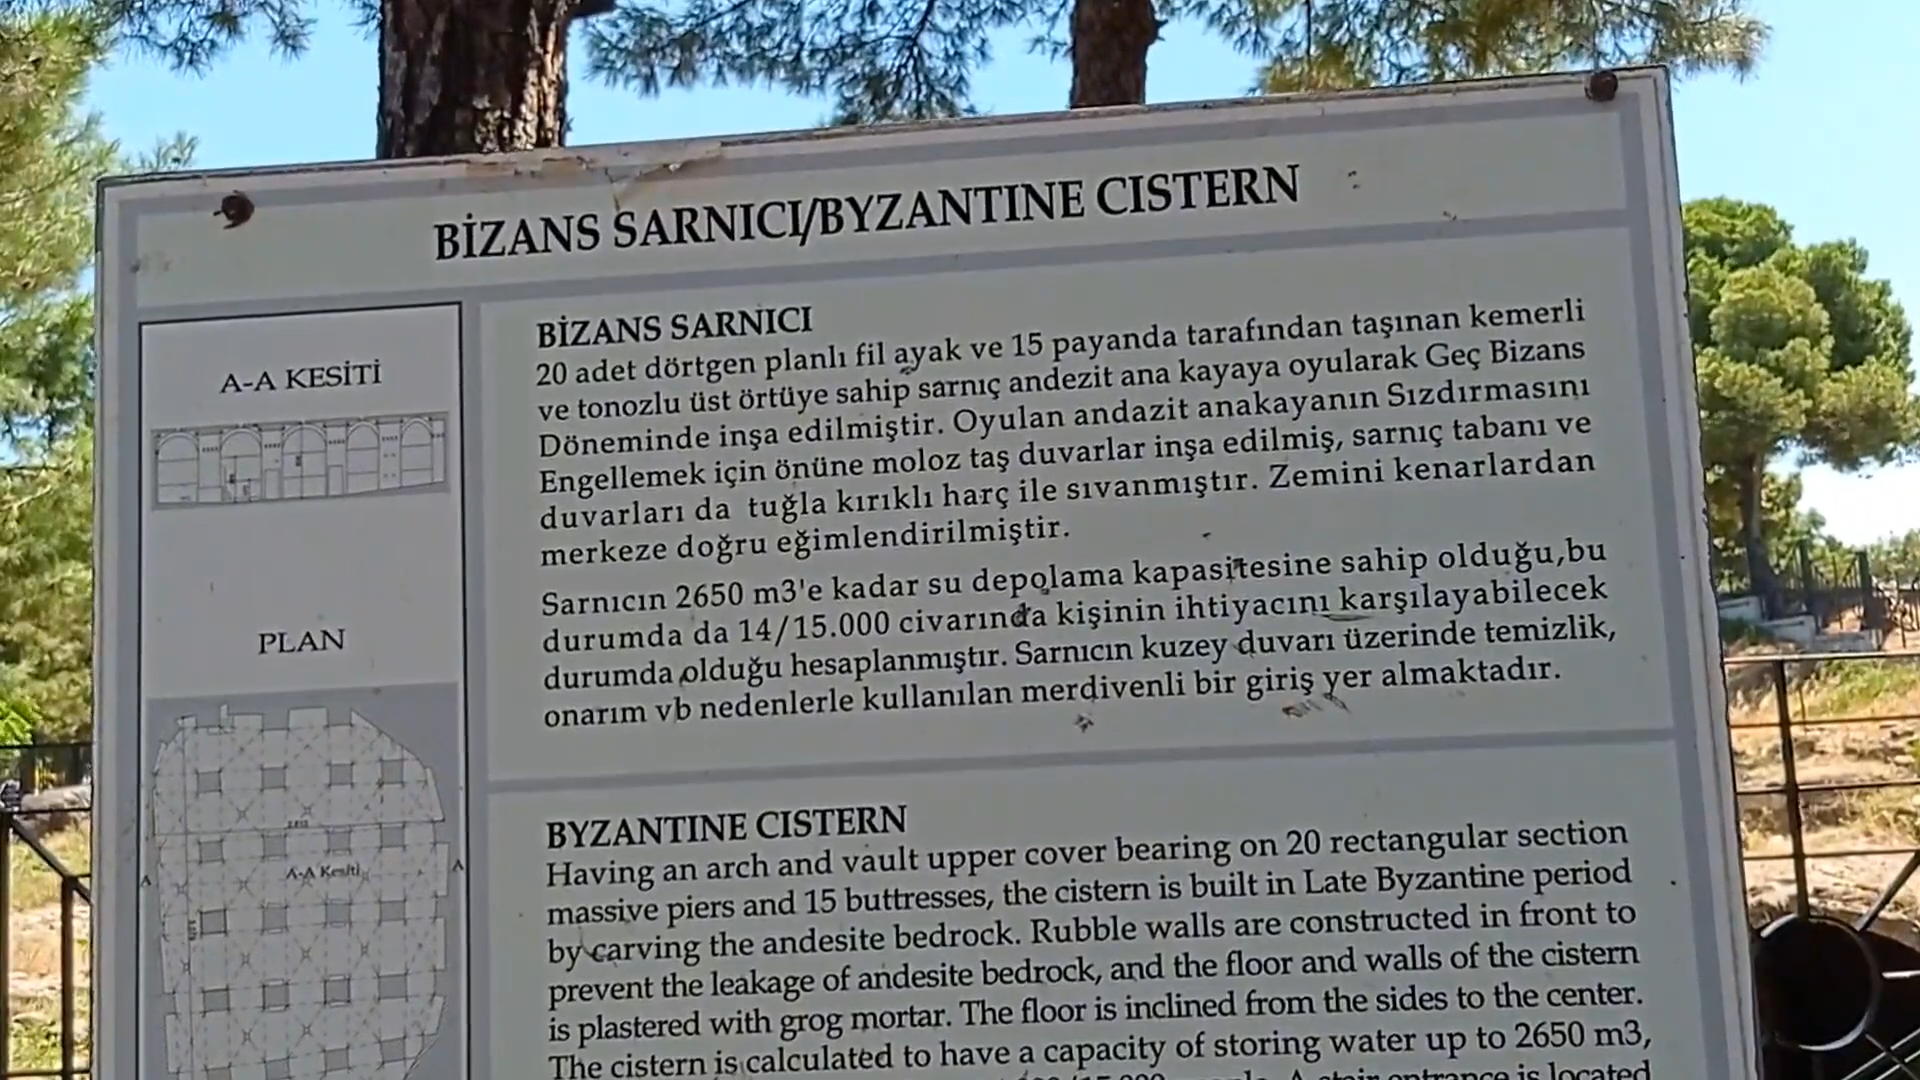 BİZANS SARNICI/BYZANTINE CISTERN
A-A KESİTİ
PLAN
A-A Kesiti
A
A
BİZANS SARNICI
20 adet dörtgen planlı fil ayak ve 15 payanda tarafından taşınan kemerli
ve tonozlu üst örtüye sahip sarnıç andezit ana kayaya oyularak Geç Bizans
Döneminde inşa edilmiştir. Oyulan andazit anakayanın Sızdırmasını
Engellemek için önüne moloz taş duvarlar inşa edilmiş, sarnıç tabanı ve
duvarları da tuğla kırıklı harç ile sıvanmıştır. Zemini kenarlardan
merkeze doğru eğimlendirilmiştir.
Sarnıcın 2650 m3'e kadar su depolama kapasitesine sahip olduğu,bu
durumda da 14/15.000 civarında kişinin ihtiyacını karşılayabilecek
durumda olduğu hesaplanmıştır. Sarnıcın kuzey duvarı üzerinde temizlik,
onarım vb nedenlerle kullanılan merdivenli bir giriş yer almaktadır.
BYZANTINE CISTERN
Having an arch and vault upper cover bearing on 20 rectangular section
massive piers and 15 buttresses, the cistern is built in Late Byzantine period
by carving the andesite bedrock. Rubble walls are constructed in front to
prevent the leakage of andesite bedrock, and the floor and walls of the cistern
is plastered with grog mortar. The floor is inclined from the sides to the center.
The cistern is calculated to have a capacity of storing water up to 2650 m3,
A stair entrance is located